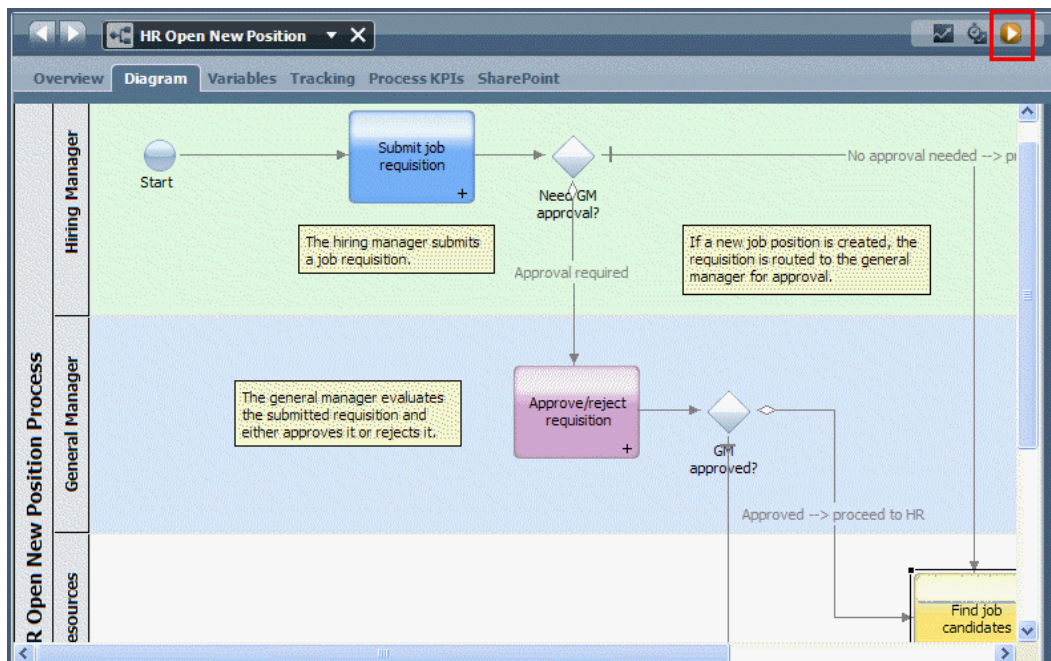 HR Open New Position
Overview
Diagram
Variables
Tracking
Process KPIs
SharePoint
R Open New Position Process
Hiring Manager
Start
Submit job
requisition
Need GM
approval?
No approval needed --> p
The hiring manager submits
a job requisition.
If a new job position is created, the
requisition is routed to the general
manager for approval.
Approval required
General Manager
The general manager evaluates
the submitted requisition and
either approves it or rejects it.
Approve/reject
requisition
GM
approved?
Approved --> proceed to HR
esources
Find job
candidates